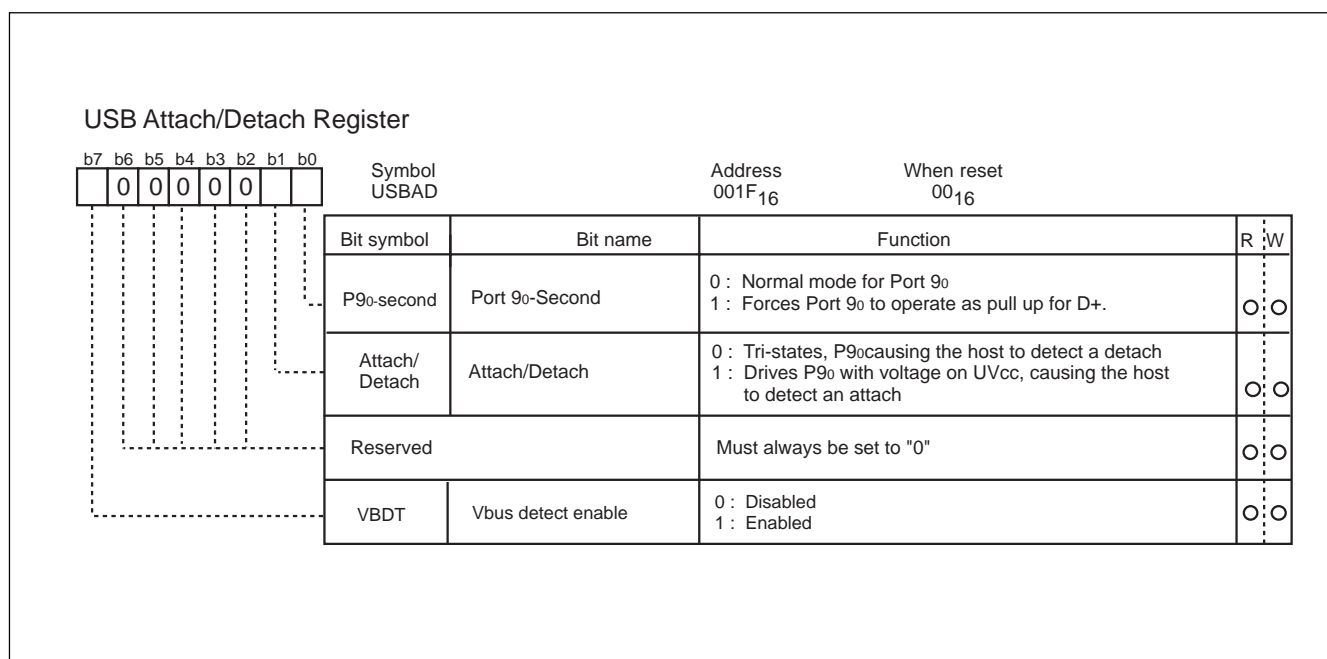 USB Attach/Detach Register
b7 b6 b5 b4 b3 b2 b1 b0
0 0 0 0 0
Symbol Address When reset
USBAD 001F16 0016
Bit symbol Bit name Function R W
P90-second Port 90-Second 0 : Normal mode for Port 90
1 : Forces Port 90 to operate as pull up for D+.
Attach/
Detach Attach/Detach 0 : Tri-states, P90causing the host to detect a detach
1 : Drives P90 with voltage on UVcc, causing the host
to detect an attach
Reserved Must always be set to "0"
VBDT Vbus detect enable 0 : Disabled
1 : Enabled